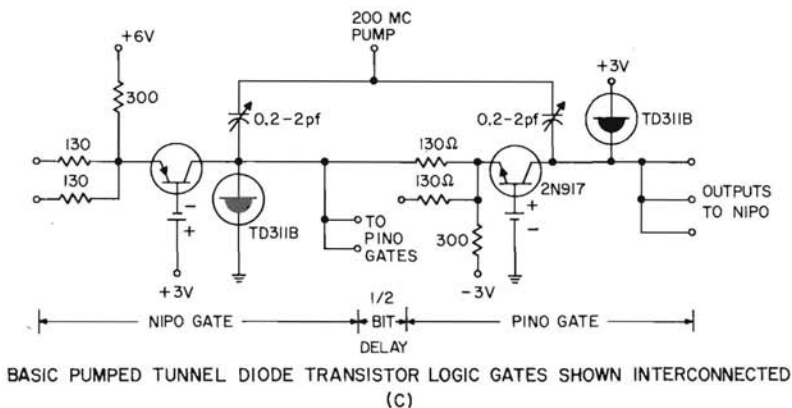 200 MC
PUMP
+6V
+3V
300
0.2-2pf
0.2-2pf
TD311B
130
130Ω
130
130Ω
2N917
OUTPUTS
TO NIPO
-
+
+
-
TD311B
TO
PINO
GATES
300
+3V
-3V
1/2
NIPO GATE
BIT
PINO GATE
DELAY
BASIC PUMPED TUNNEL DIODE TRANSISTOR LOGIC GATES SHOWN INTERCONNECTED
(C)